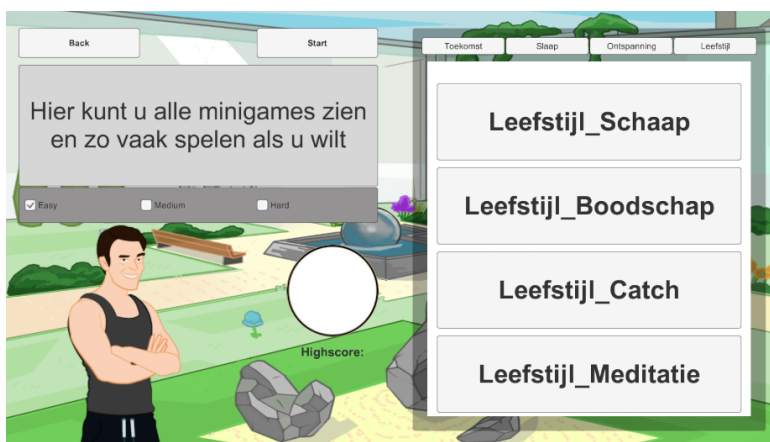 Back
Start
Hier kunt u alle minigames zien
en zo vaak spelen als u wilt
Easy
Medium
Hard
Highscore:
Toekomst
Slaap
Ontspanning
Leefstijl
Leefstijl_Schaap
Leefstijl_Boodschap
Leefstijl_Catch
Leefstijl_Meditatie